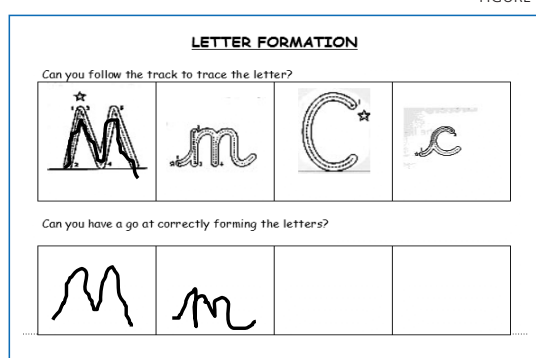 FIGURE
LETTER FORMATION
Can you follow the track to trace the letter?
M m C c
Can you have a go at correctly forming the letters?
M m